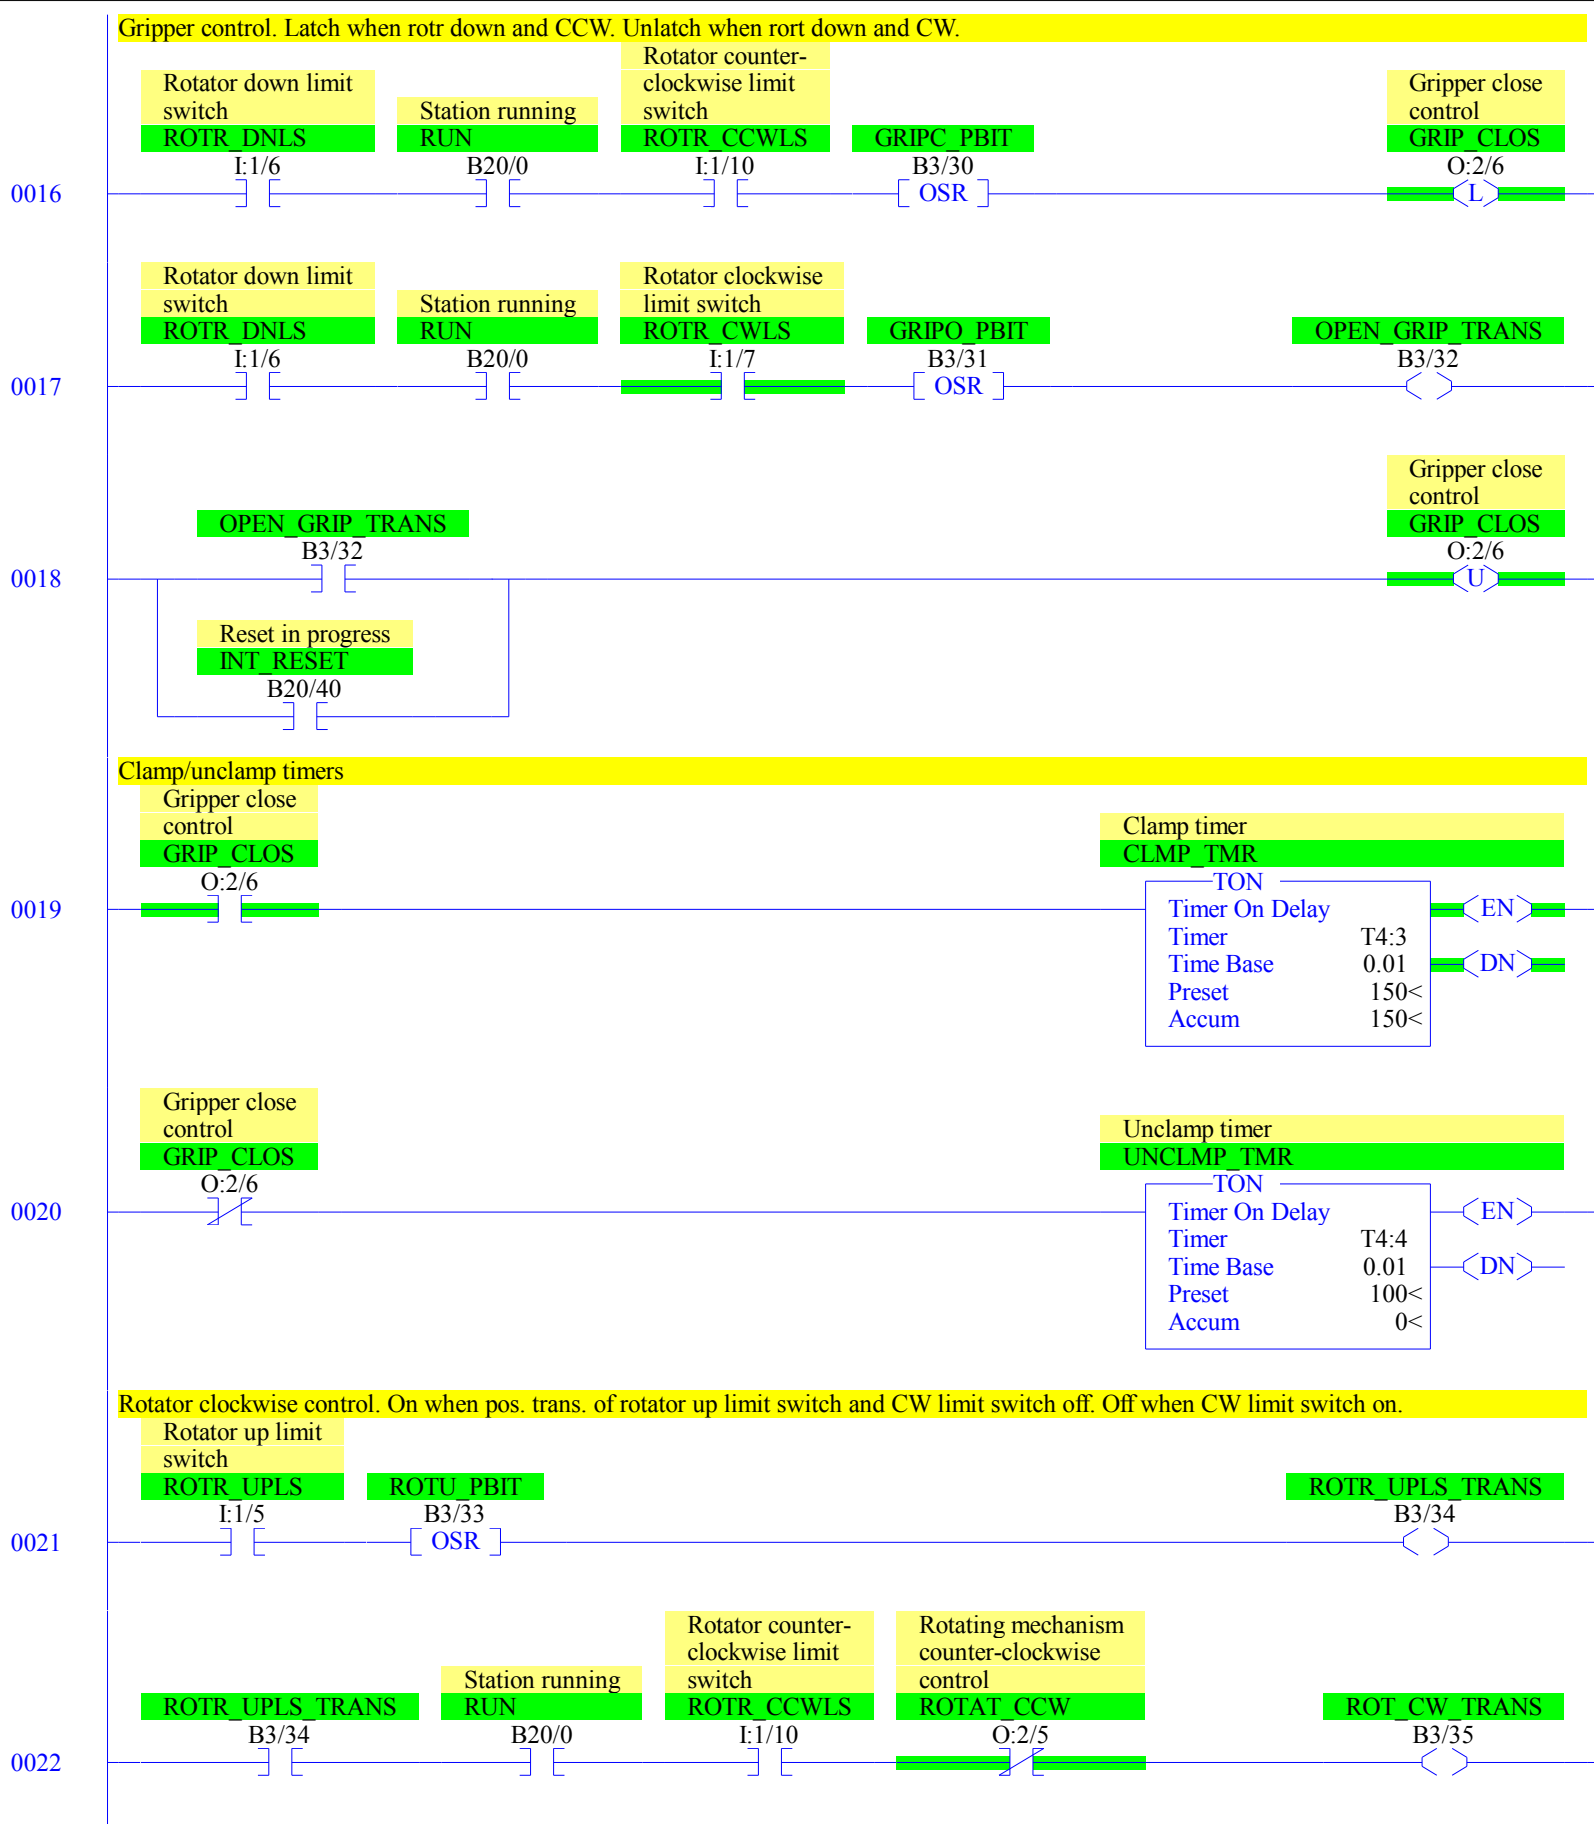 Gripper control. Latch when rotr down and CCW. Unlatch when rort down and CW.
Rotator down limit
switch
ROTR_DNLS
I:1/6
Station running
RUN
B20/0
Rotator counter-
clockwise limit
switch
ROTR_CCWLS
I:1/10
GRIPC_PBIT
B3/30
OSR
Gripper close
control
GRIP_CLOS
O:2/6
L
0016
Rotator down limit
switch
ROTR_DNLS
I:1/6
Station running
RUN
B20/0
Rotator clockwise
limit switch
ROTR_CWLS
I:1/7
GRIPO_PBIT
B3/31
OSR
OPEN_GRIP_TRANS
B3/32
0017
OPEN_GRIP_TRANS
B3/32
Gripper close
control
GRIP_CLOS
O:2/6
U
0018
Reset in progress
INT_RESET
B20/40
Clamp/unclamp timers
Gripper close
control
GRIP_CLOS
O:2/6
0019
Clamp timer
CLMP_TMR
TON
Timer On Delay
Timer T4:3
Time Base 0.01
Preset 150<
Accum 150<
EN
DN
Gripper close
control
GRIP_CLOS
O:2/6
0020
Unclamp timer
UNCLMP_TMR
TON
Timer On Delay
Timer T4:4
Time Base 0.01
Preset 100<
Accum 0<
EN
DN
Rotator clockwise control. On when pos. trans. of rotator up limit switch and CW limit switch off. Off when CW limit switch on.
Rotator up limit
switch
ROTR_UPLS
I:1/5
ROTU_PBIT
B3/33
OSR
ROTR_UPLS_TRANS
B3/34
0021
ROTR_UPLS_TRANS
B3/34
Station running
RUN
B20/0
Rotator counter-
clockwise limit
switch
ROTR_CCWLS
I:1/10
Rotating mechanism
counter-clockwise
control
ROTAT_CCW
O:2/5
ROT_CW_TRANS
B3/35
0022